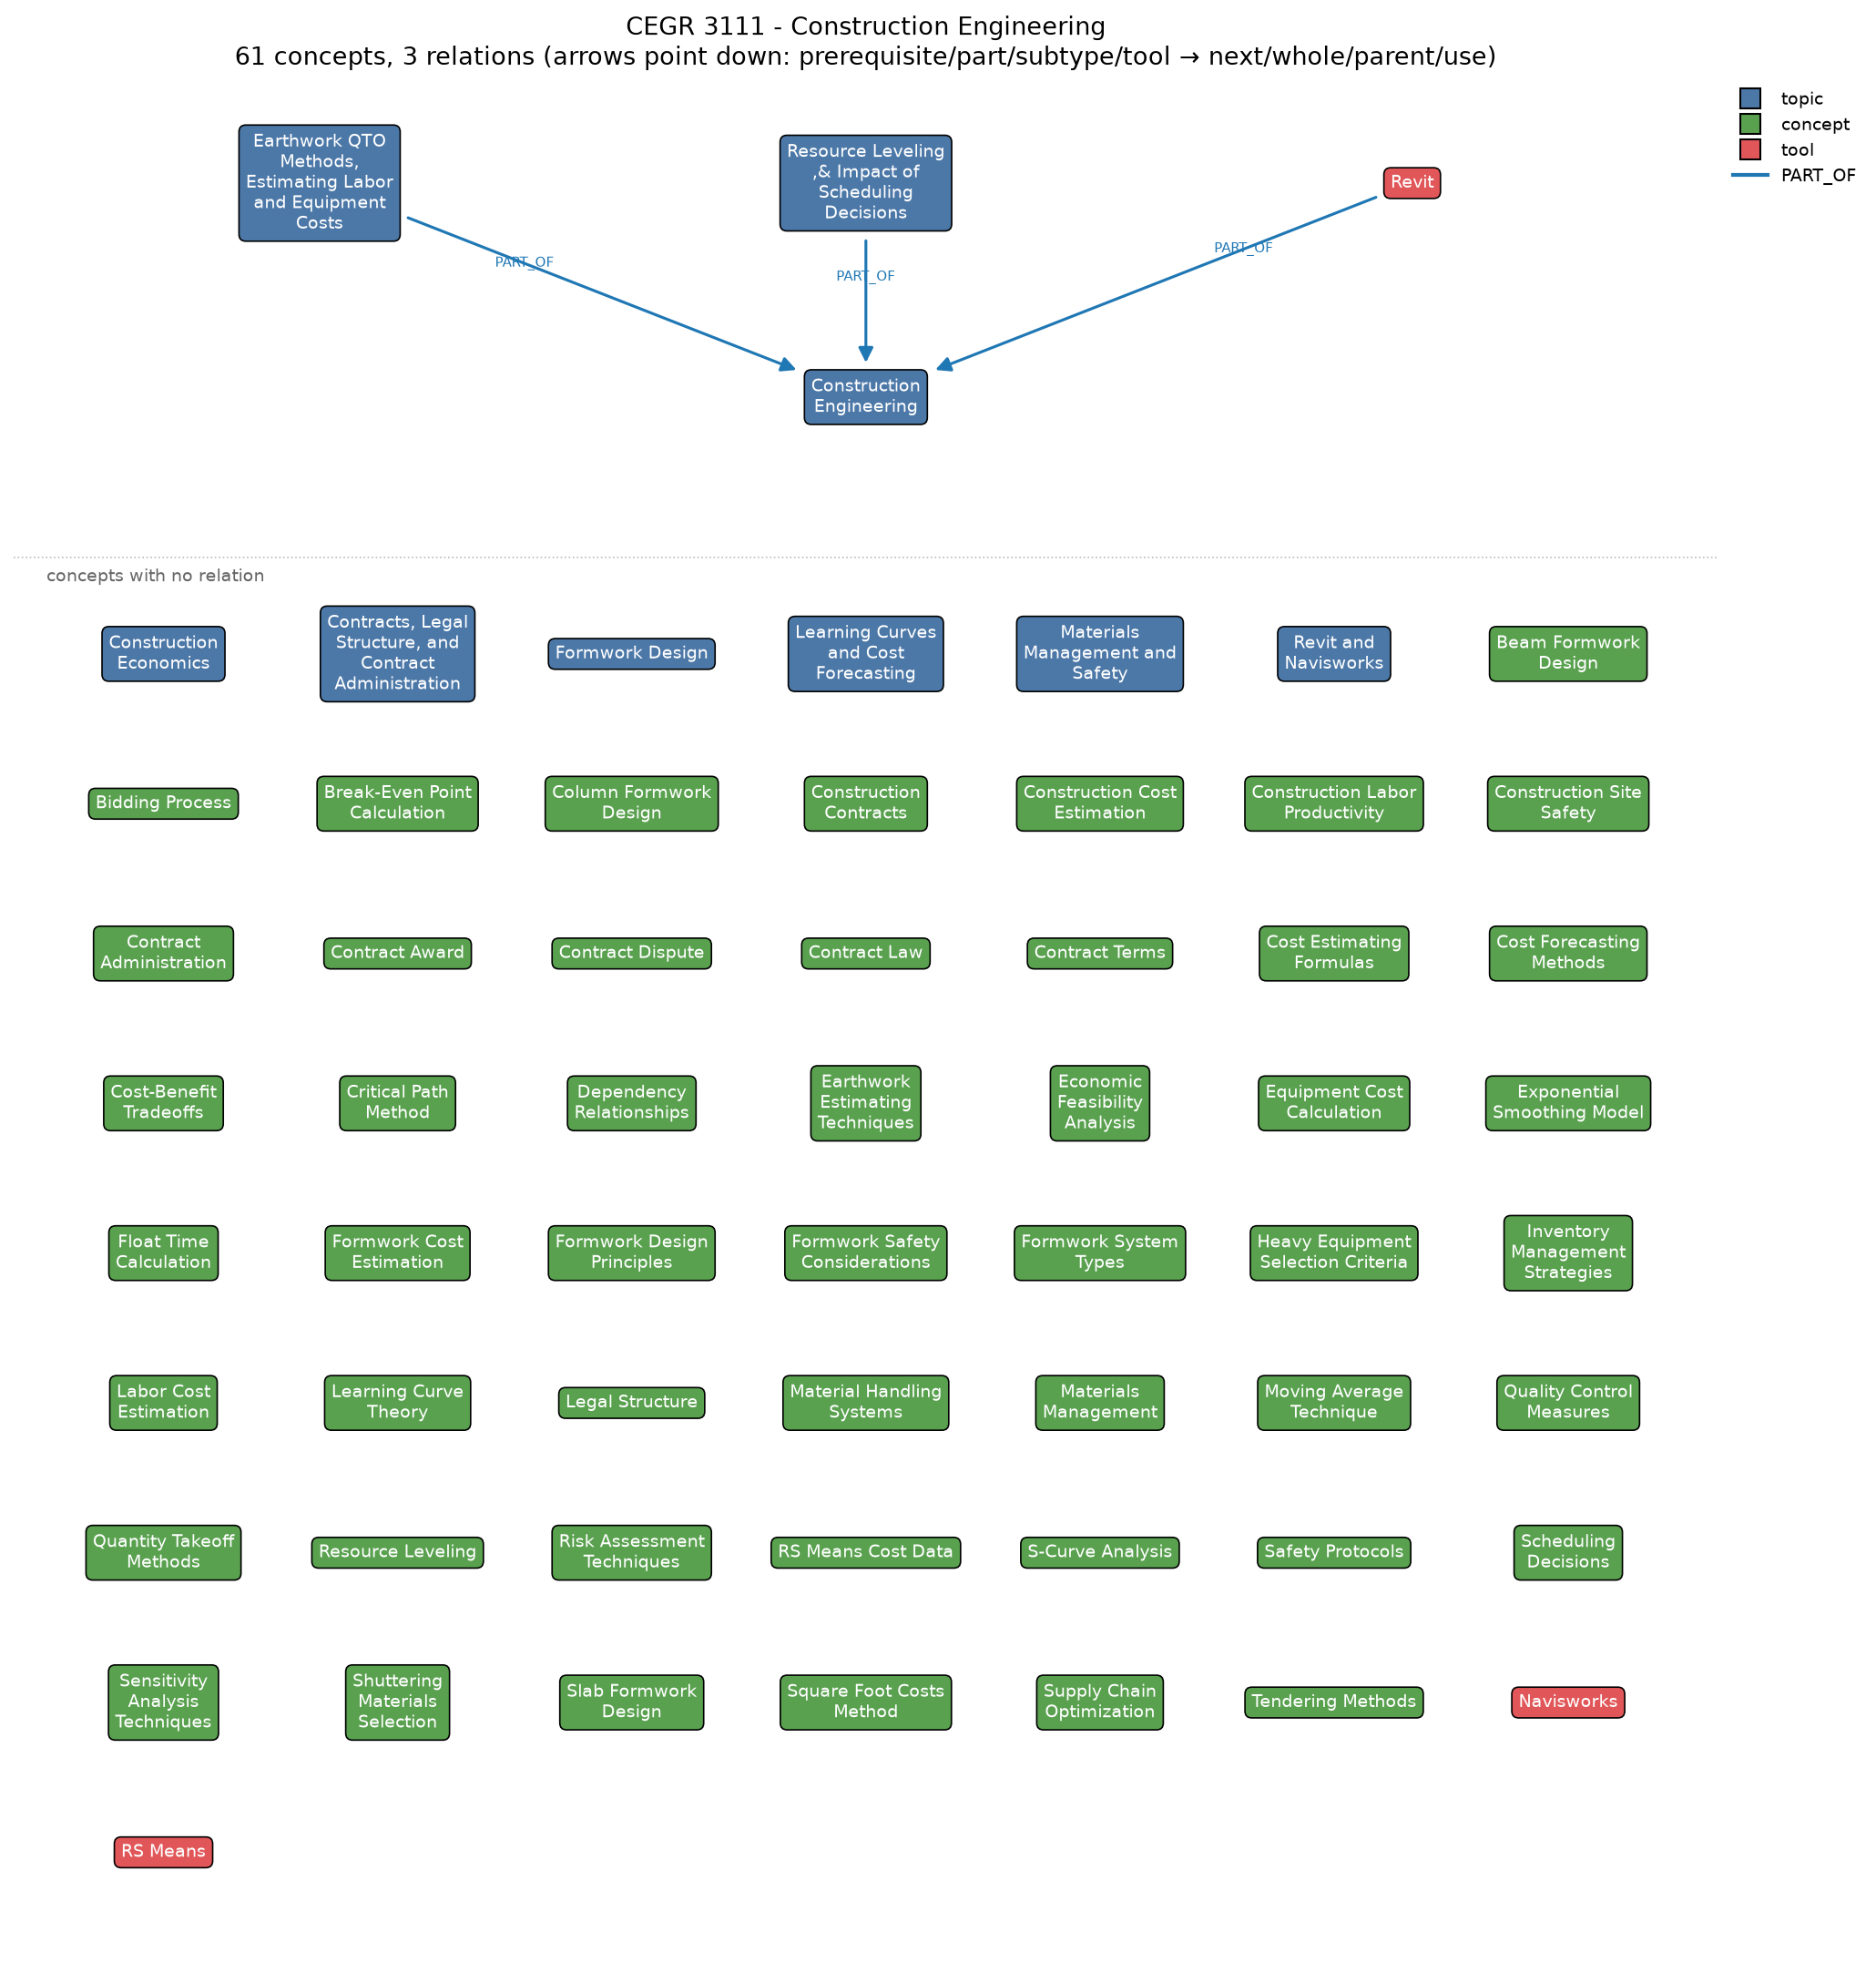 CEGR 3111 - Construction Engineering
61 concepts, 3 relations (arrows point down: prerequisite/part/subtype/tool → next/whole/parent/use)
topic
concept
tool
PART_OF
Earthwork QTO
Methods,
Estimating Labor
and Equipment
Costs
Resource Leveling
,& Impact of
Scheduling
Decisions
Revit
PART_OF
PART_OF
PART_OF
Construction
Engineering
concepts with no relation
Construction
Economics
Contracts, Legal
Structure, and
Contract
Administration
Formwork Design
Learning Curves
and Cost
Forecasting
Materials
Management and
Safety
Revit and
Navisworks
Beam Formwork
Design
Bidding Process
Break-Even Point
Calculation
Column Formwork
Design
Construction
Contracts
Construction Cost
Estimation
Construction Labor
Productivity
Construction Site
Safety
Contract
Administration
Contract Award
Contract Dispute
Contract Law
Contract Terms
Cost Estimating
Formulas
Cost Forecasting
Methods
Cost-Benefit
Tradeoffs
Critical Path
Method
Dependency
Relationships
Earthwork
Estimating
Techniques
Economic
Feasibility
Analysis
Equipment Cost
Calculation
Exponential
Smoothing Model
Float Time
Calculation
Formwork Cost
Estimation
Formwork Design
Principles
Formwork Safety
Considerations
Formwork System
Types
Heavy Equipment
Selection Criteria
Inventory
Management
Strategies
Labor Cost
Estimation
Learning Curve
Theory
Legal Structure
Material Handling
Systems
Materials
Management
Moving Average
Technique
Quality Control
Measures
Quantity Takeoff
Methods
Resource Leveling
Risk Assessment
Techniques
RS Means Cost Data
S-Curve Analysis
Safety Protocols
Scheduling
Decisions
Sensitivity
Analysis
Techniques
Shuttering
Materials
Selection
Slab Formwork
Design
Square Foot Costs
Method
Supply Chain
Optimization
Tendering Methods
Navisworks
RS Means